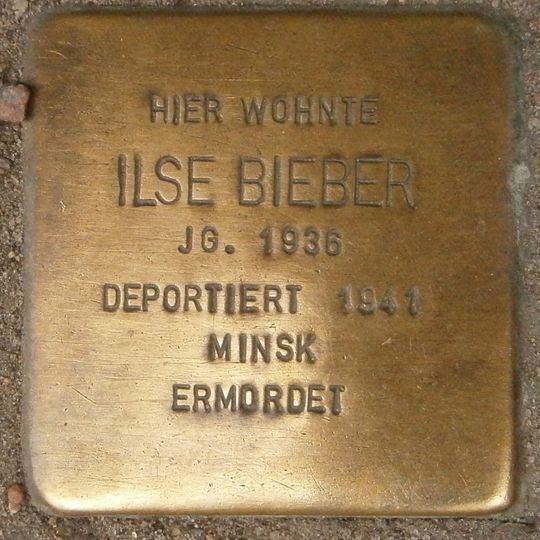 HIER WOHNTE
ILSE BIEBER
JG. 1936
DEPORTIERT 1941
MINSK
ERMORDET